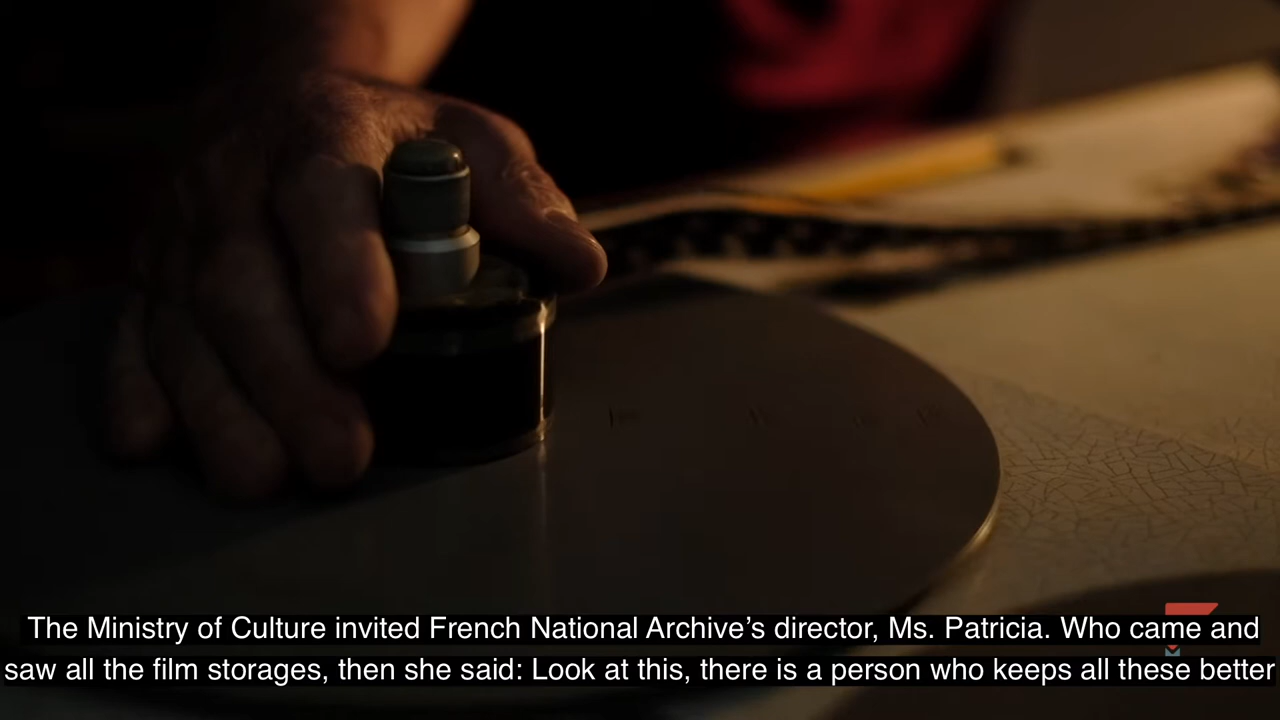 The Ministry of Culture invited French National Archive’s director, Ms. Patricia. Who came and
saw all the film storages, then she said: Look at this, there is a person who keeps all these better